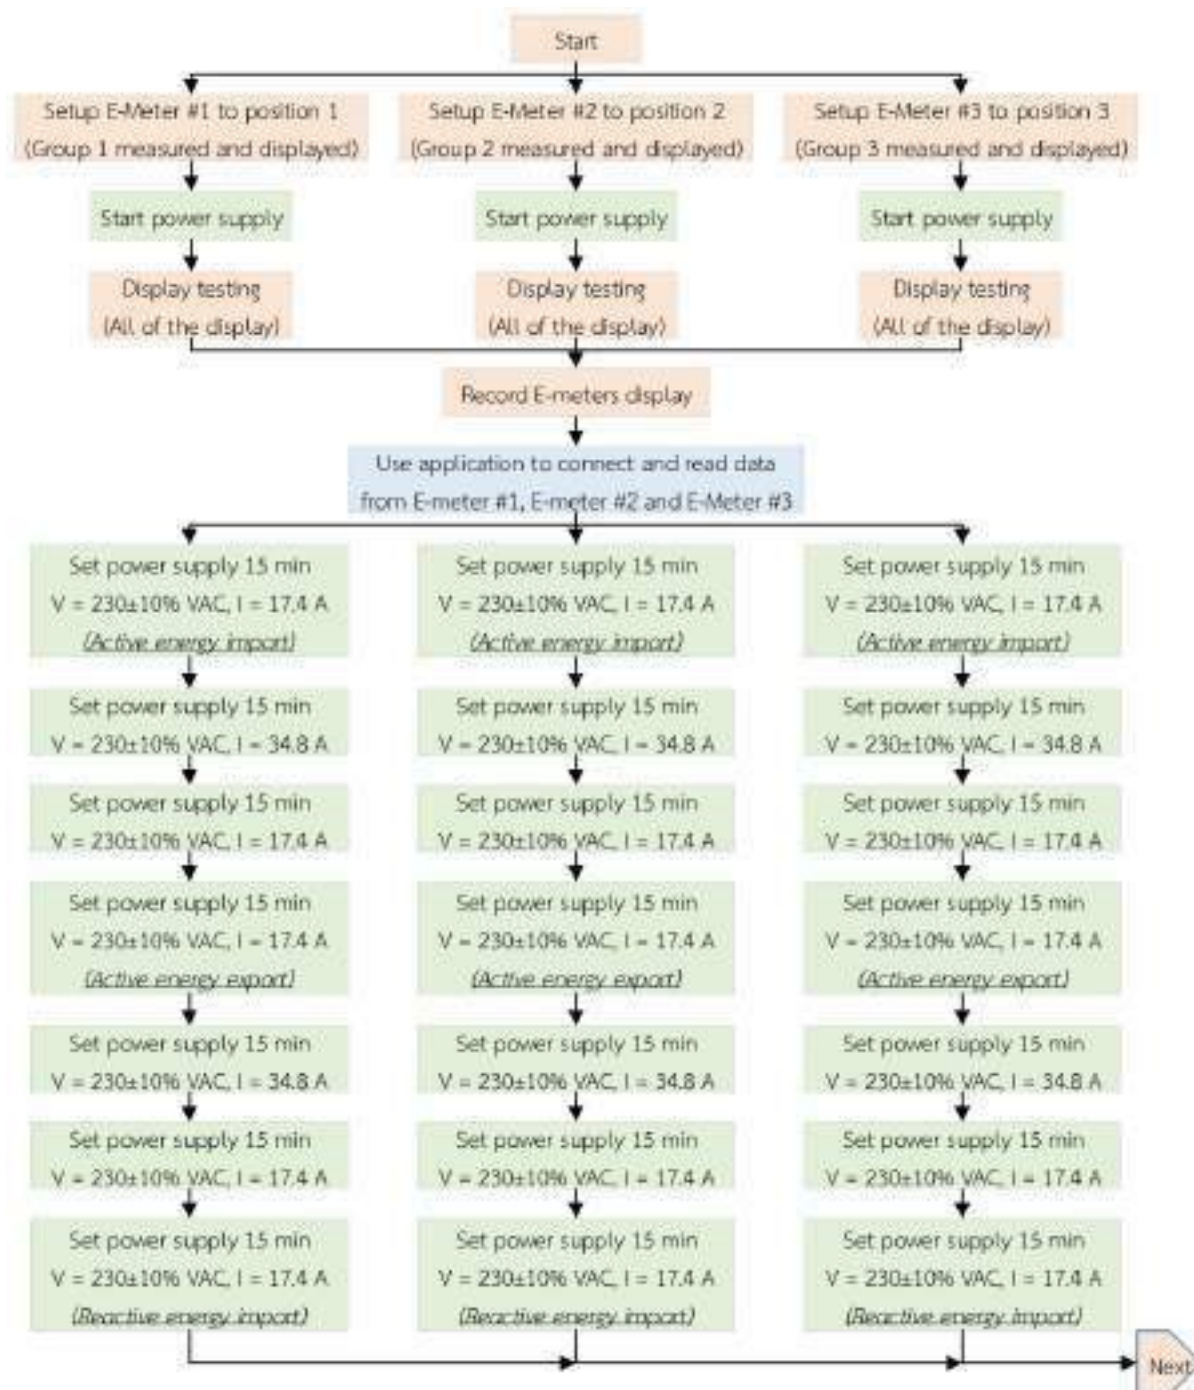 Start
Setup E-Meter #1 to position 1
(Group 1 measured and displayed)
Setup E-Meter #2 to position 2
(Group 2 measured and displayed)
Setup E-Meter #3 to position 3
(Group 3 measured and displayed)
Start power supply
Start power supply
Start power supply
Display testing
(All of the display)
Display testing
(All of the display)
Display testing
(All of the display)
Record E-meters display
Use application to connect and read data
from E-meter #1, E-meter #2 and E-Meter #3
Set power supply 15 min
V = 230±10% VAC, I = 17.4 A
(Active energy import)
Set power supply 15 min
V = 230±10% VAC, I = 17.4 A
(Active energy import)
Set power supply 15 min
V = 230±10% VAC, I = 17.4 A
(Active energy import)
Set power supply 15 min
V = 230±10% VAC, I = 34.8 A
Set power supply 15 min
V = 230±10% VAC, I = 34.8 A
Set power supply 15 min
V = 230±10% VAC, I = 34.8 A
Set power supply 15 min
V = 230±10% VAC, I = 17.4 A
Set power supply 15 min
V = 230±10% VAC, I = 17.4 A
Set power supply 15 min
V = 230±10% VAC, I = 17.4 A
Set power supply 15 min
V = 230±10% VAC, I = 17.4 A
(Active energy export)
Set power supply 15 min
V = 230±10% VAC, I = 17.4 A
(Active energy export)
Set power supply 15 min
V = 230±10% VAC, I = 17.4 A
(Active energy export)
Set power supply 15 min
V = 230±10% VAC, I = 34.8 A
Set power supply 15 min
V = 230±10% VAC, I = 34.8 A
Set power supply 15 min
V = 230±10% VAC, I = 34.8 A
Set power supply 15 min
V = 230±10% VAC, I = 17.4 A
Set power supply 15 min
V = 230±10% VAC, I = 17.4 A
Set power supply 15 min
V = 230±10% VAC, I = 17.4 A
Set power supply 15 min
V = 230±10% VAC, I = 17.4 A
(Reactive energy import)
Set power supply 15 min
V = 230±10% VAC, I = 17.4 A
(Reactive energy import)
Set power supply 15 min
V = 230±10% VAC, I = 17.4 A
(Reactive energy import)
Next